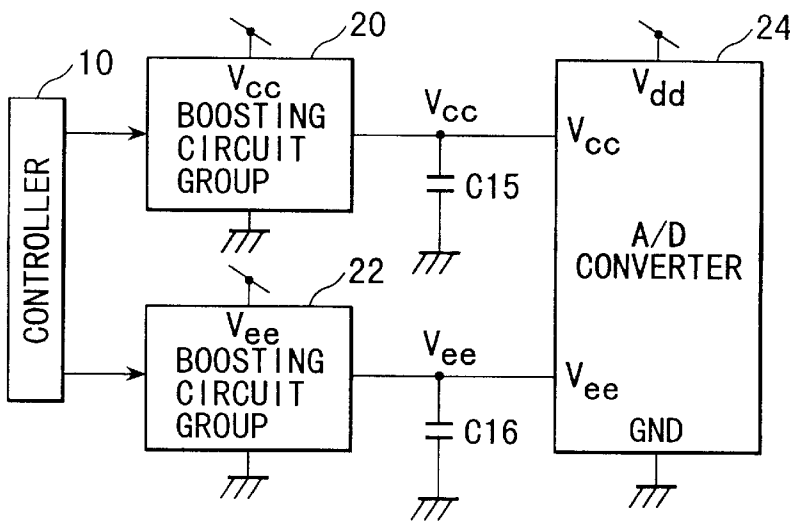 10
CONTROLLER
20
Vcc
BOOSTING
CIRCUIT
GROUP
Vcc
C15
22
Vee
BOOSTING
CIRCUIT
GROUP
Vee
C16
24
Vdd
Vcc
A/D
CONVERTER
Vee
GND